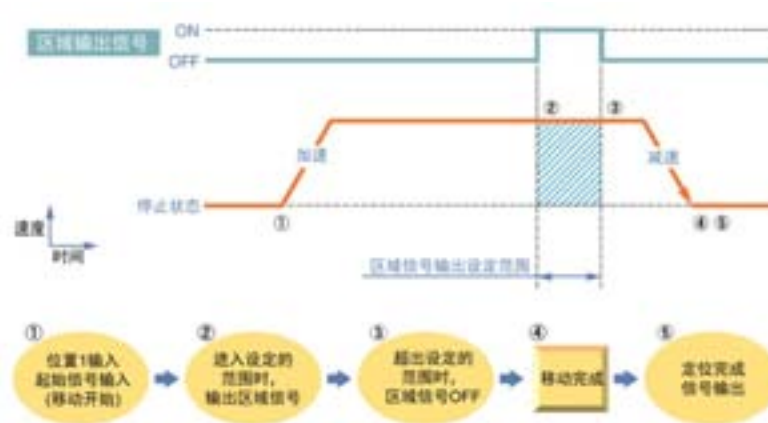 ON
区域输出信号
OFF
② ③
加速
减速
停止状态
①
④ ⑤
速度
时间
区域信号输出设定范围
①
位置1输入
起始信号输入
(移动开始)
②
进入设定的
范围时，
输出区域信号
③
超出设定的
范围时，
区域信号OFF
④
移动完成
⑤
定位完成
信号输出